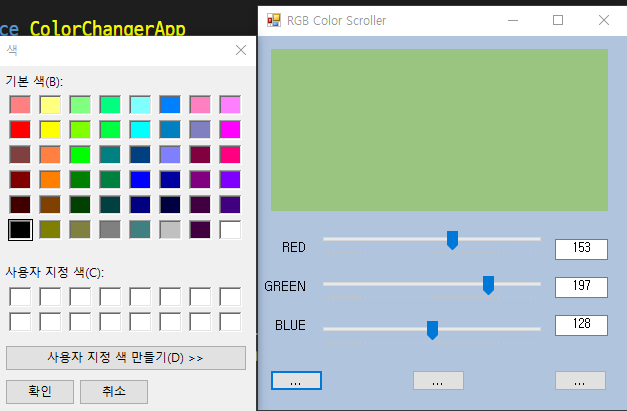 ce ColorChangerApp
색
기본 색(B):
사용자 지정 색(C):
사용자 지정 색 만들기(D) >>
확인
취소
RGB Color Scroller
RED
153
GREEN
197
BLUE
128
...
...
...